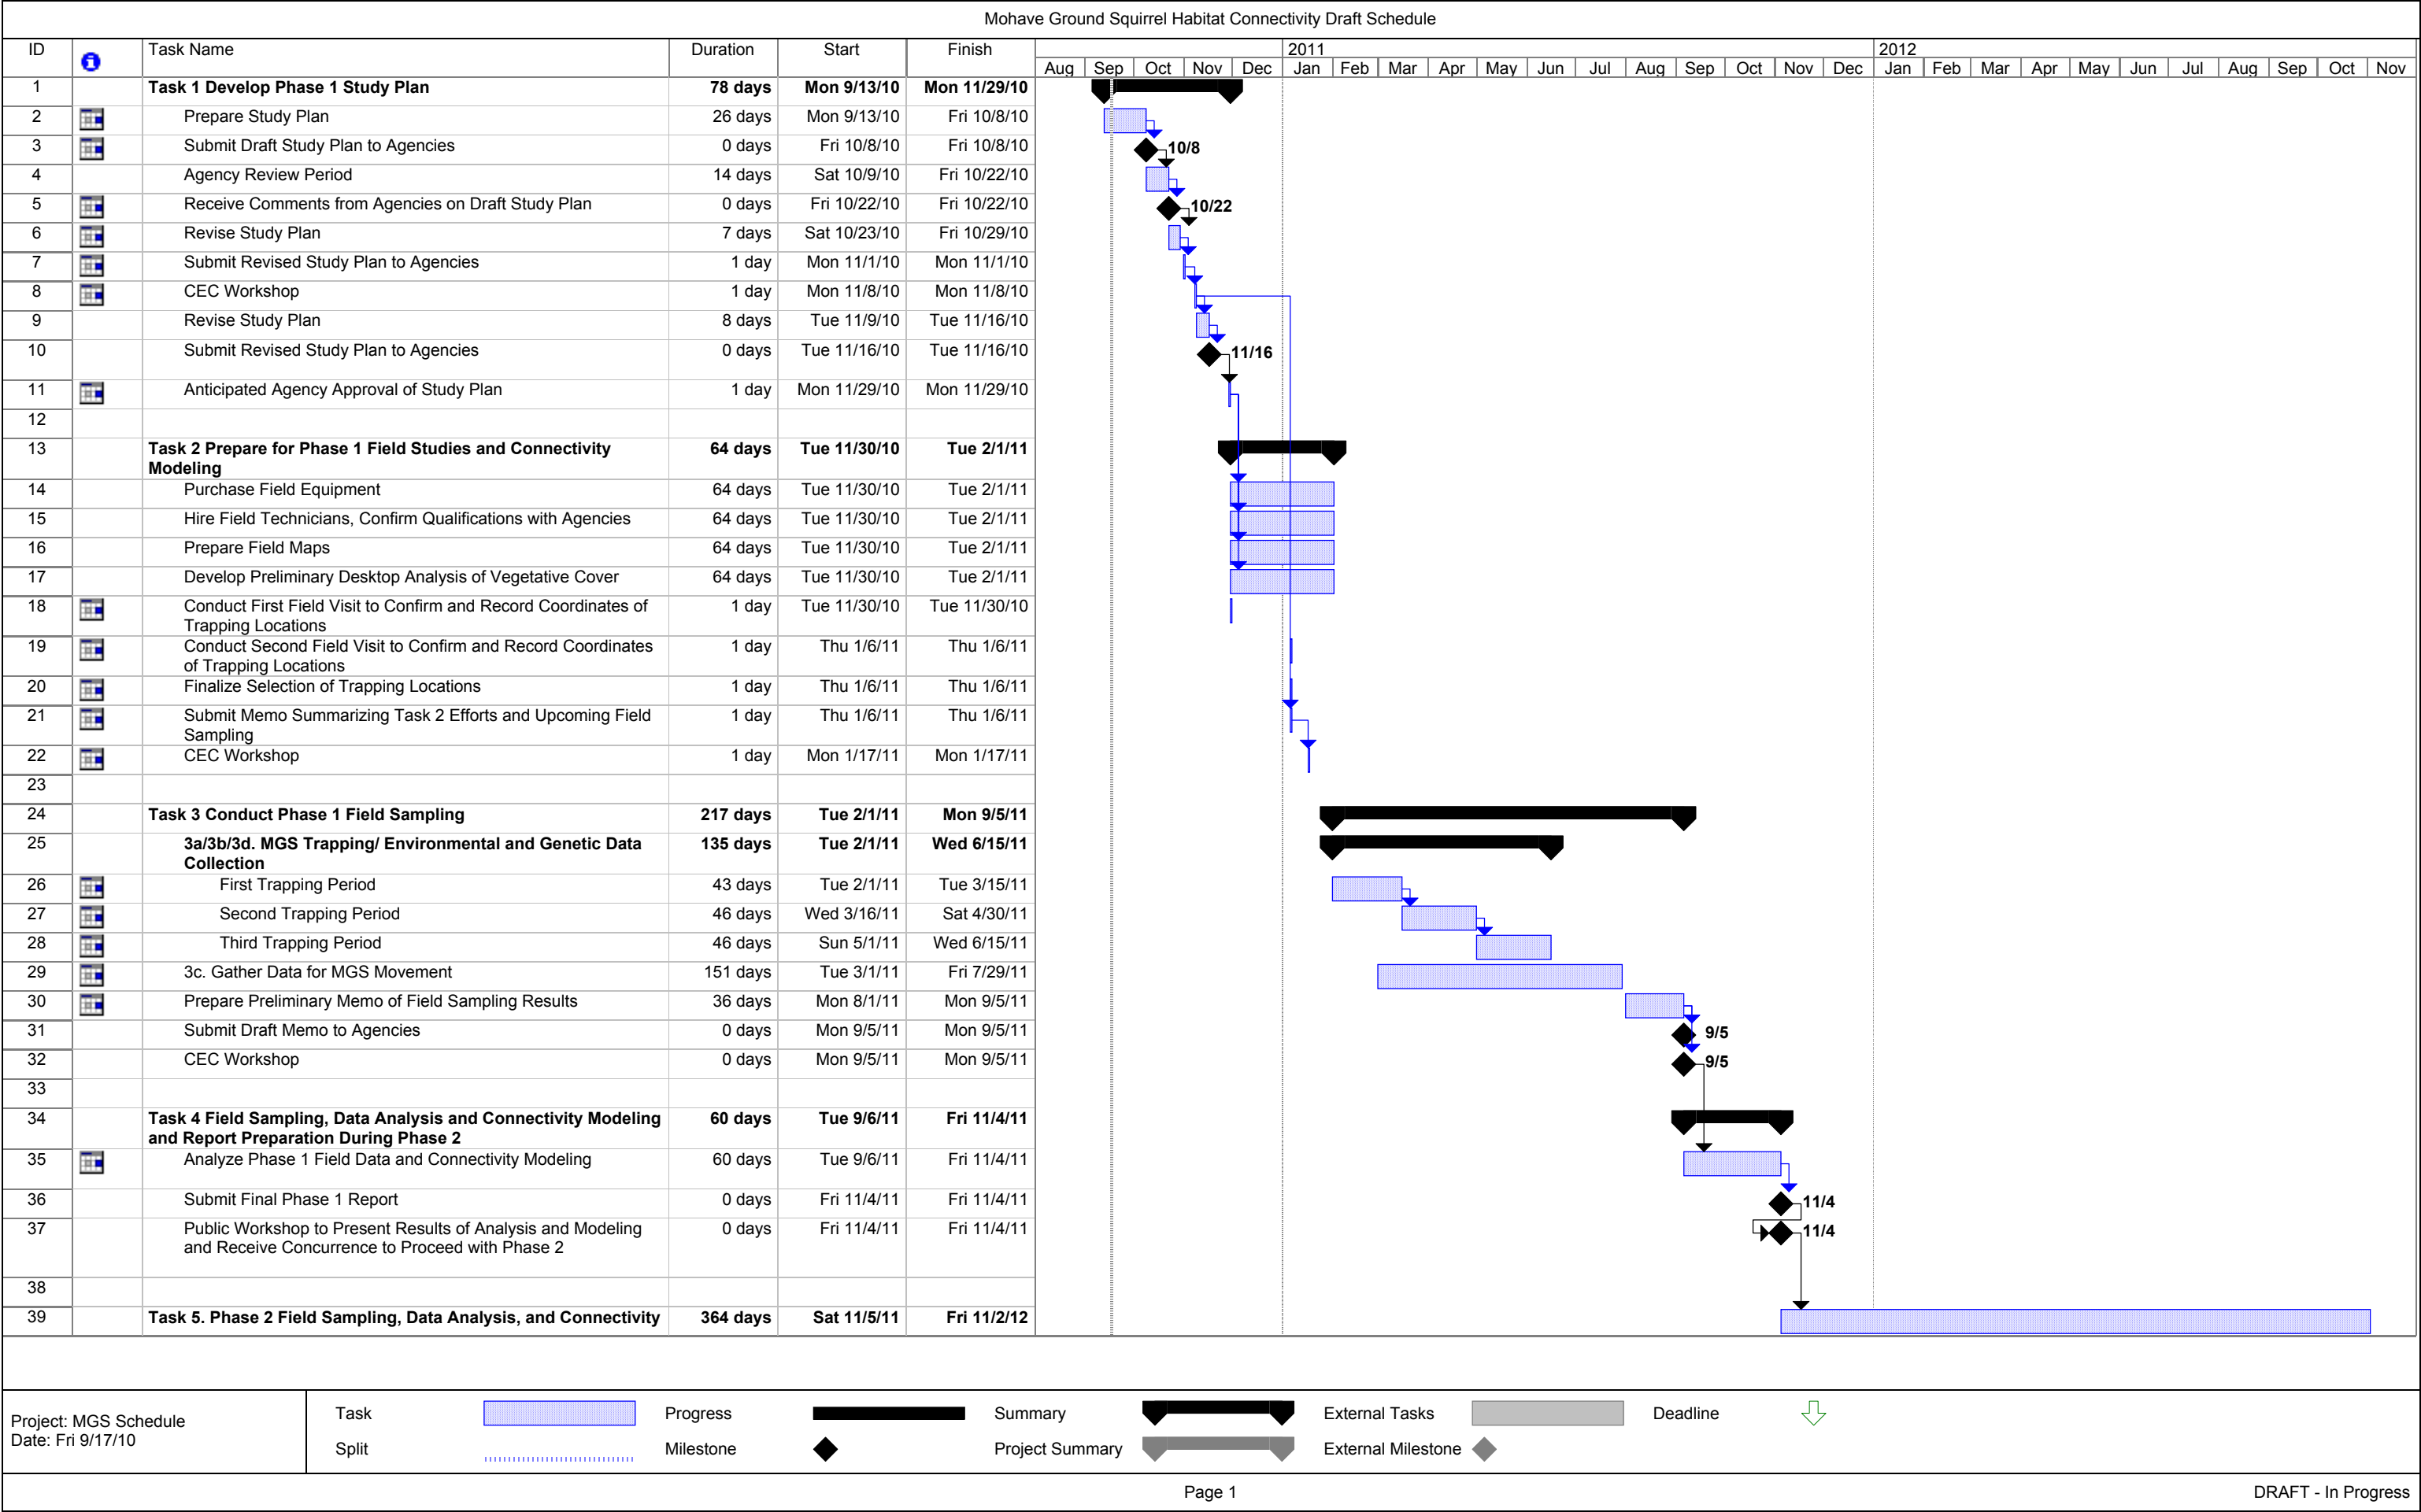 Mohave Ground Squirrel Habitat Connectivity Draft Schedule
ID Task Name Duration Start Finish 2011 2012
Aug Sep Oct Nov Dec Jan Feb Mar Apr May Jun Jul Aug Sep Oct Nov Dec Jan Feb Mar Apr May Jun Jul Aug Sep Oct Nov
1 Task 1 Develop Phase 1 Study Plan 78 days Mon 9/13/10 Mon 11/29/10
2 Prepare Study Plan 26 days Mon 9/13/10 Fri 10/8/10
3 Submit Draft Study Plan to Agencies 0 days Fri 10/8/10 Fri 10/8/10 10/8
4 Agency Review Period 14 days Sat 10/9/10 Fri 10/22/10
5 Receive Comments from Agencies on Draft Study Plan 0 days Fri 10/22/10 Fri 10/22/10 10/22
6 Revise Study Plan 7 days Sat 10/23/10 Fri 10/29/10
7 Submit Revised Study Plan to Agencies 1 day Mon 11/1/10 Mon 11/1/10
8 CEC Workshop 1 day Mon 11/8/10 Mon 11/8/10
9 Revise Study Plan 8 days Tue 11/9/10 Tue 11/16/10
10 Submit Revised Study Plan to Agencies 0 days Tue 11/16/10 Tue 11/16/10 11/16
11 Anticipated Agency Approval of Study Plan 1 day Mon 11/29/10 Mon 11/29/10
12
13 Task 2 Prepare for Phase 1 Field Studies and Connectivity 64 days Tue 11/30/10 Tue 2/1/11
Modeling
14 Purchase Field Equipment 64 days Tue 11/30/10 Tue 2/1/11
15 Hire Field Technicians, Confirm Qualifications with Agencies 64 days Tue 11/30/10 Tue 2/1/11
16 Prepare Field Maps 64 days Tue 11/30/10 Tue 2/1/11
17 Develop Preliminary Desktop Analysis of Vegetative Cover 64 days Tue 11/30/10 Tue 2/1/11
18 Conduct First Field Visit to Confirm and Record Coordinates of 1 day Tue 11/30/10 Tue 11/30/10
Trapping Locations
19 Conduct Second Field Visit to Confirm and Record Coordinates 1 day Thu 1/6/11 Thu 1/6/11
of Trapping Locations
20 Finalize Selection of Trapping Locations 1 day Thu 1/6/11 Thu 1/6/11
21 Submit Memo Summarizing Task 2 Efforts and Upcoming Field 1 day Thu 1/6/11 Thu 1/6/11
Sampling
22 CEC Workshop 1 day Mon 1/17/11 Mon 1/17/11
23
24 Task 3 Conduct Phase 1 Field Sampling 217 days Tue 2/1/11 Mon 9/5/11
25 3a/3b/3d. MGS Trapping/ Environmental and Genetic Data 135 days Tue 2/1/11 Wed 6/15/11
Collection
26 First Trapping Period 43 days Tue 2/1/11 Tue 3/15/11
27 Second Trapping Period 46 days Wed 3/16/11 Sat 4/30/11
28 Third Trapping Period 46 days Sun 5/1/11 Wed 6/15/11
29 3c. Gather Data for MGS Movement 151 days Tue 3/1/11 Fri 7/29/11
30 Prepare Preliminary Memo of Field Sampling Results 36 days Mon 8/1/11 Mon 9/5/11
31 Submit Draft Memo to Agencies 0 days Mon 9/5/11 Mon 9/5/11 9/5
32 CEC Workshop 0 days Mon 9/5/11 Mon 9/5/11 9/5
33
34 Task 4 Field Sampling, Data Analysis and Connectivity Modeling 60 days Tue 9/6/11 Fri 11/4/11
and Report Preparation During Phase 2
35 Analyze Phase 1 Field Data and Connectivity Modeling 60 days Tue 9/6/11 Fri 11/4/11
36 Submit Final Phase 1 Report 0 days Fri 11/4/11 Fri 11/4/11 11/4
37 Public Workshop to Present Results of Analysis and Modeling 0 days Fri 11/4/11 Fri 11/4/11 11/4
and Receive Concurrence to Proceed with Phase 2
38
39 Task 5. Phase 2 Field Sampling, Data Analysis, and Connectivity 364 days Sat 11/5/11 Fri 11/2/12
Project: MGS Schedule
Date: Fri 9/17/10
Task Progress Summary External Tasks Deadline
Split Milestone Project Summary External Milestone
Page 1
DRAFT - In Progress